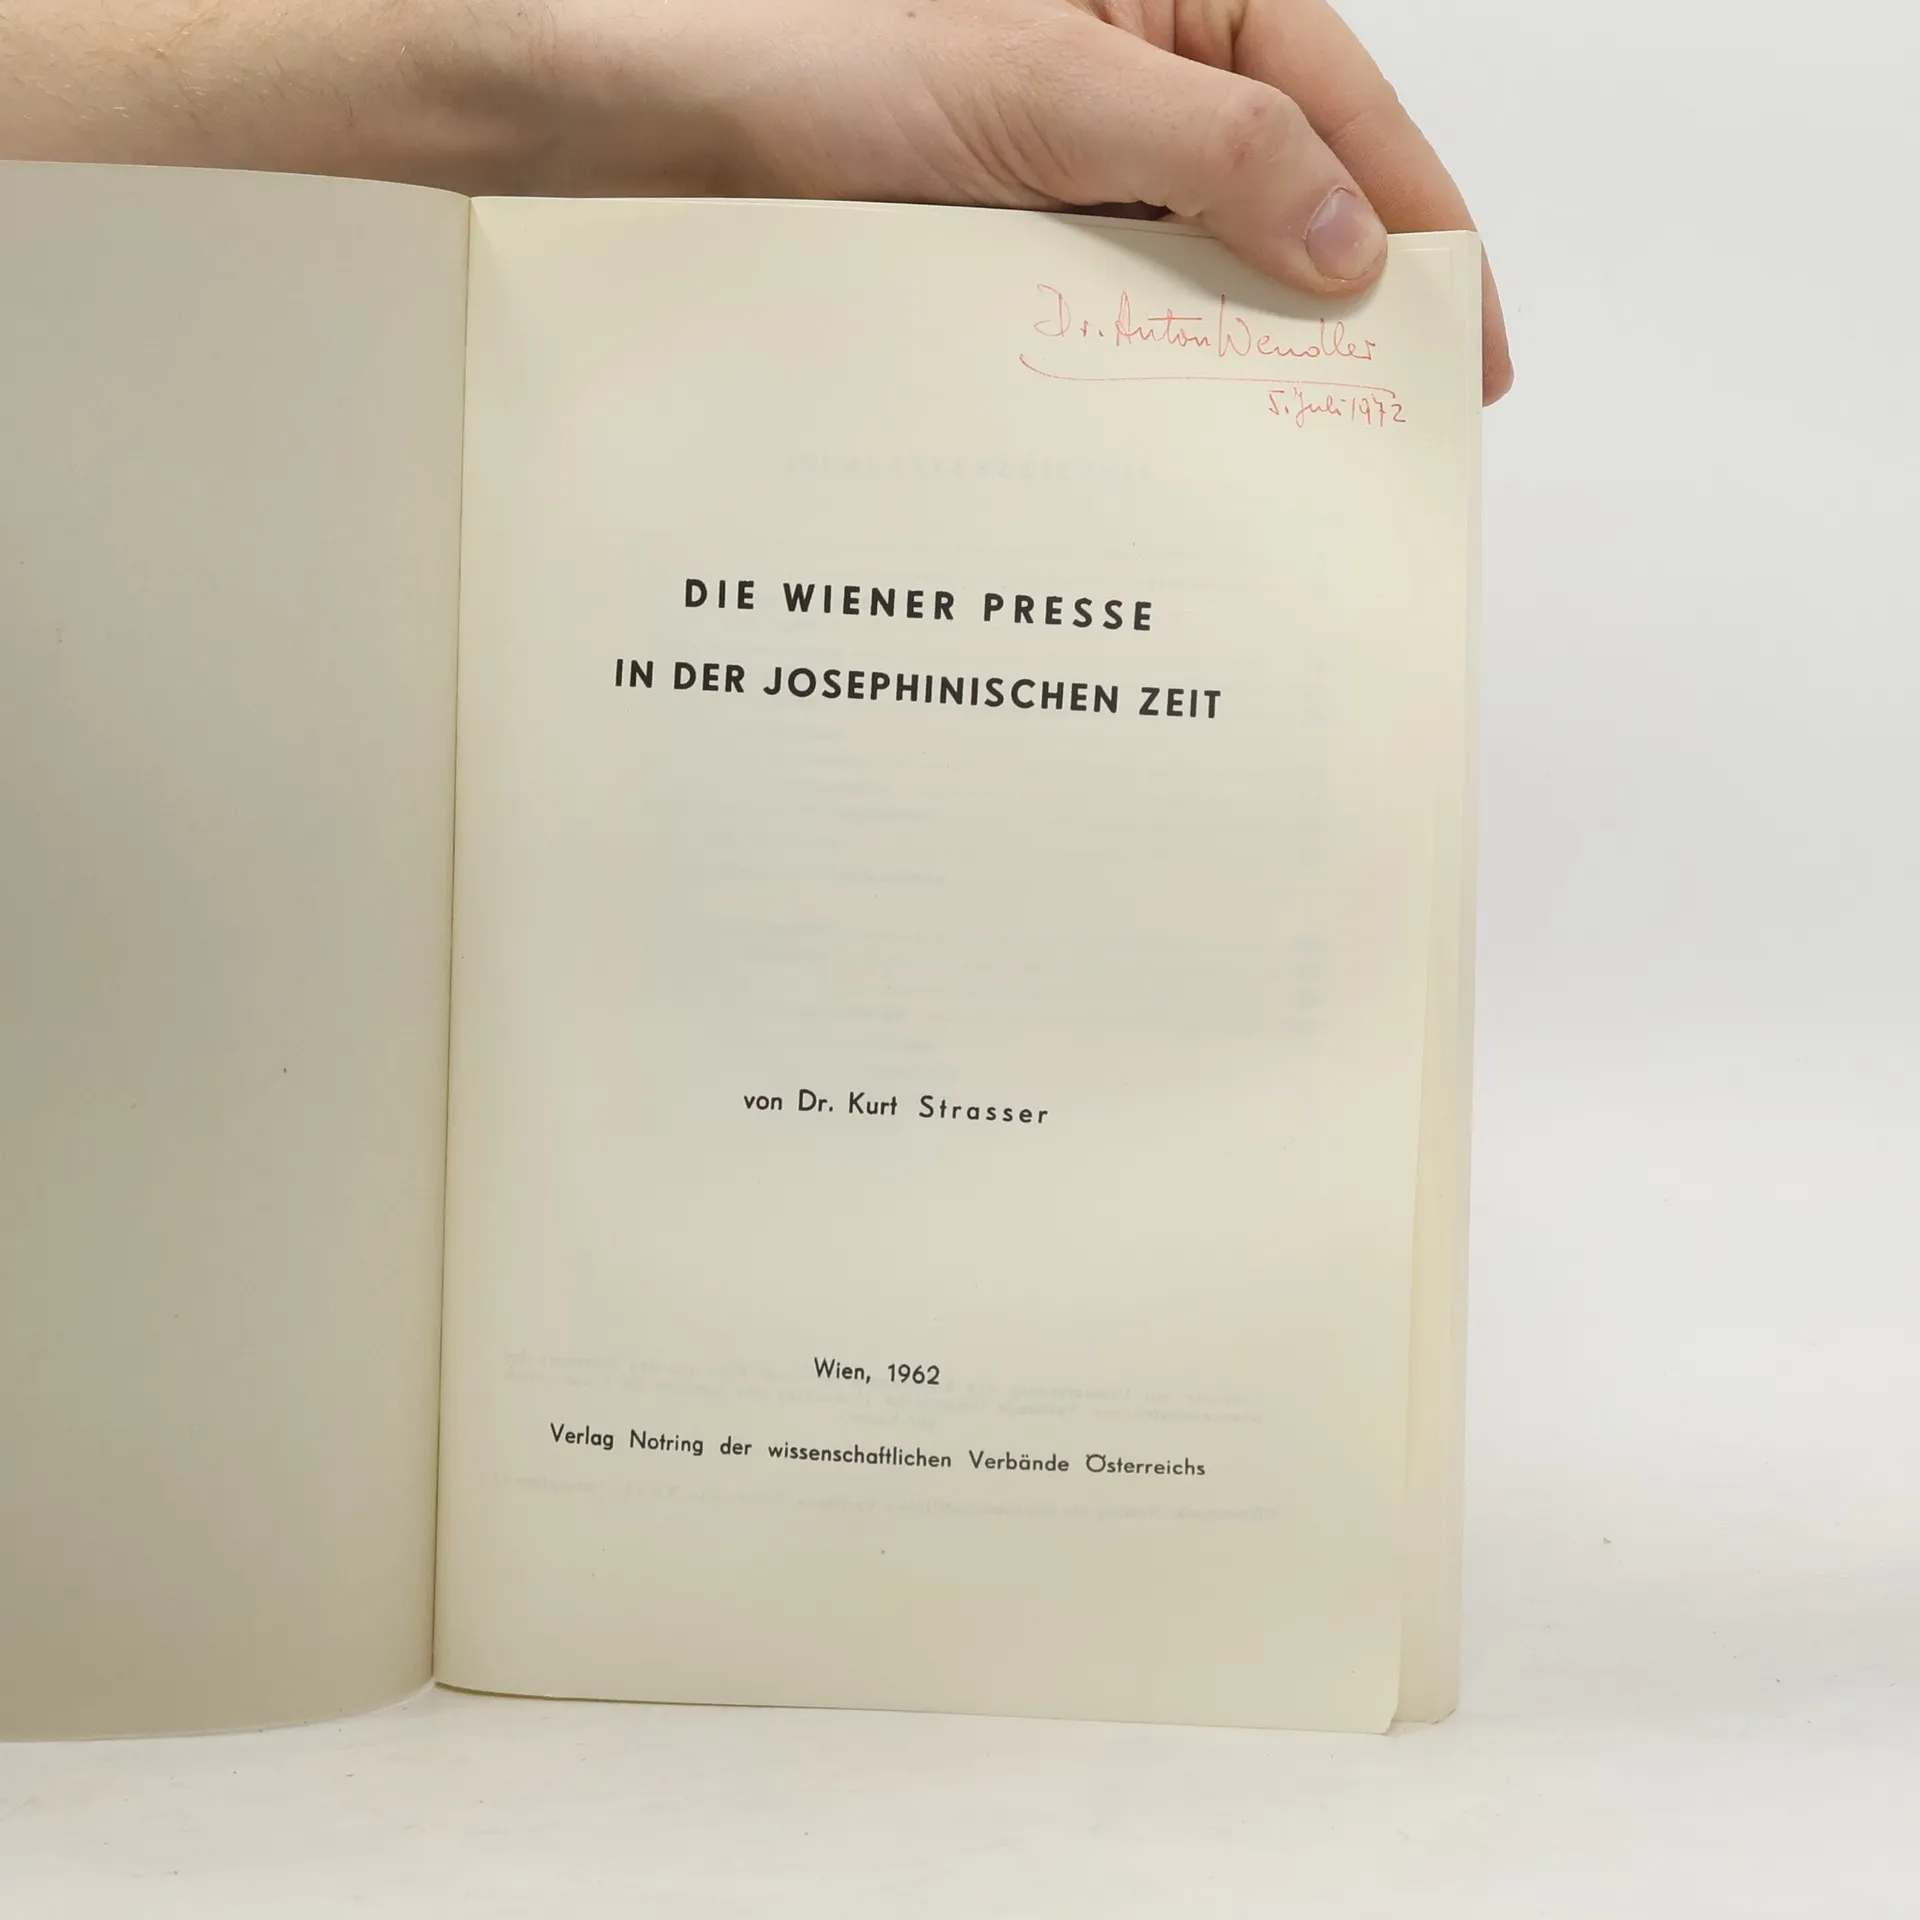 Dr. Anton Wendler
5. Juli 1972
DIE WIENER PRESSE
IN DER JOSEPHINISCHEN ZEIT
von Dr. Kurt Strasser
Wien, 1962
Verlag Notring der wissenschaftlichen Verbände Österreichs